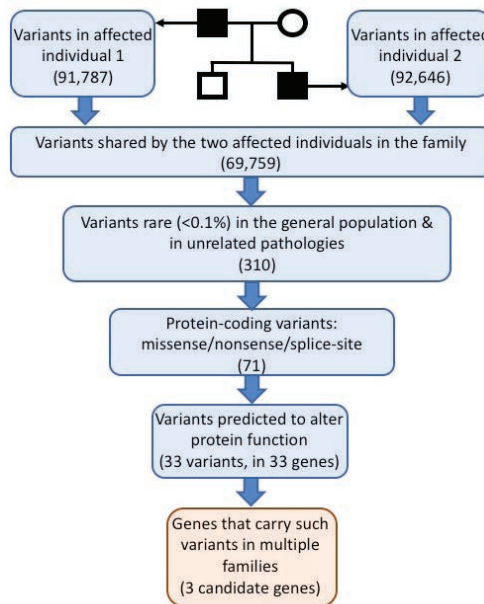 Variants in affected
individual 1
(91,787)
Variants in affected
individual 2
(92,646)
Variants shared by the two affected individuals in the family
(69,759)
Variants rare (<0.1%) in the general population &
in unrelated pathologies
(310)
Protein-coding variants:
missense/nonsense/splice-site
(71)
Variants predicted to alter
protein function
(33 variants, in 33 genes)
Genes that carry such
variants in multiple
families
(3 candidate genes)